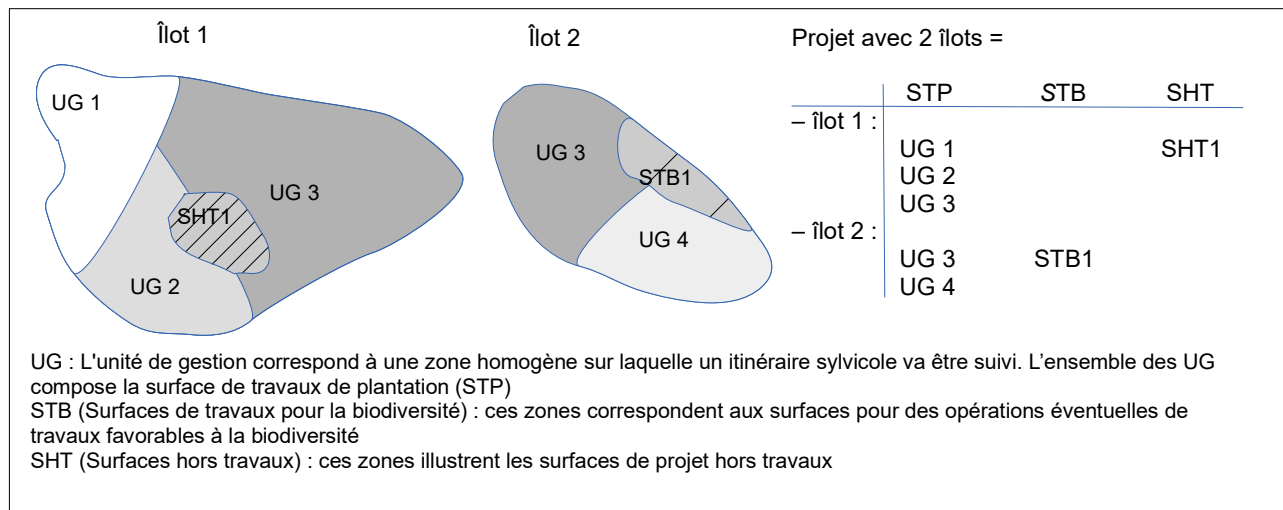 Îlot 1
Îlot 2
Projet avec 2 îlots =
UG 1
UG 3
SHT1
UG 2
UG 3
STB1
UG 4
STP STB SHT
– îlot 1 :
UG 1 SHT1
UG 2
UG 3
– îlot 2 :
UG 3 STB1
UG 4
UG : L'unité de gestion correspond à une zone homogène sur laquelle un itinéraire sylvicole va être suivi. L’ensemble des UG
compose la surface de travaux de plantation (STP)
STB (Surfaces de travaux pour la biodiversité) : ces zones correspondent aux surfaces pour des opérations éventuelles de
travaux favorables à la biodiversité
SHT (Surfaces hors travaux) : ces zones illustrent les surfaces de projet hors travaux